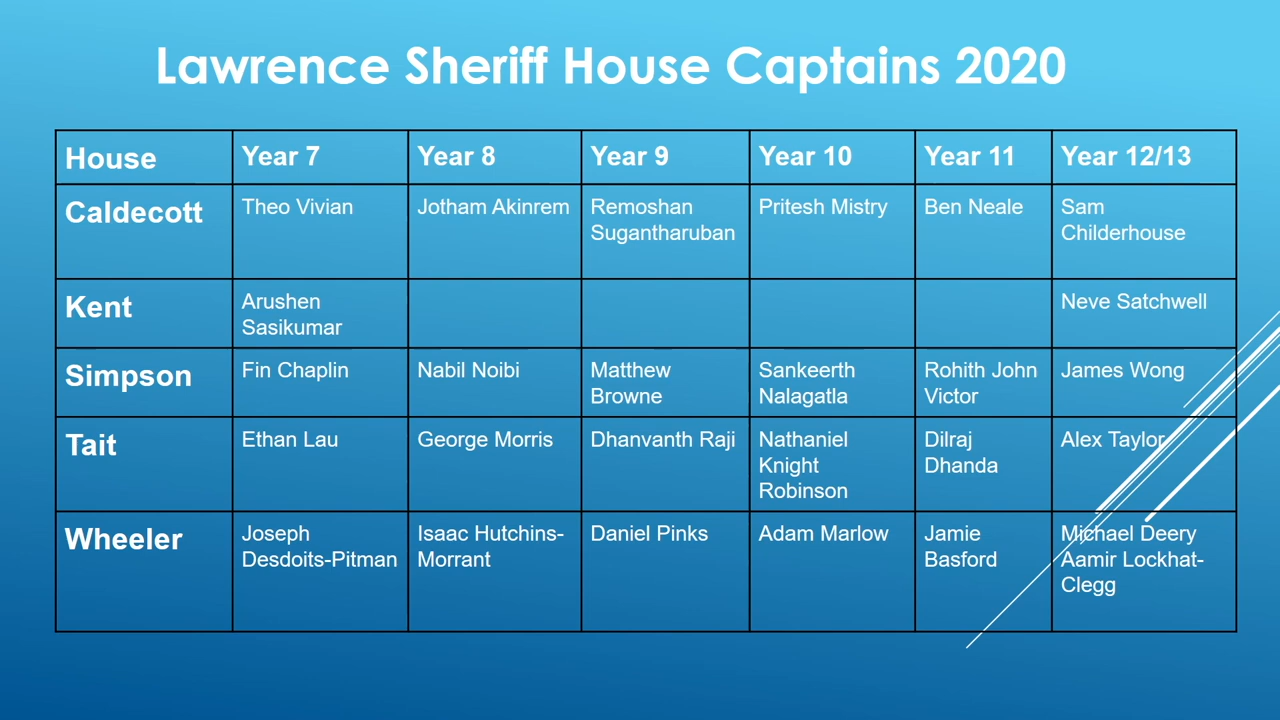 Lawrence Sheriff House Captains 2020
House Year 7 Year 8 Year 9 Year 10 Year 11 Year 12/13
Caldecott Theo Vivian Jotham Akinrem Remoshan Pritesh Mistry Ben Neale Sam
Sugantharuban Childerhouse
Kent Arushen Neve Satchwell
Sasikumar
Simpson Fin Chaplin Nabil Noibi Matthew Sankeerth Rohith John James Wong
Browne Nalagatla Victor
Tait Ethan Lau George Morris Dhanvanth Raji Nathaniel Dilraj Alex Taylor
Knight Dhanda
Robinson
Wheeler Joseph Isaac Hutchins- Daniel Pinks Adam Marlow Jamie Michael Deery
Desdoits-Pitman Morrant Basford Aamir Lockhat-
Clegg